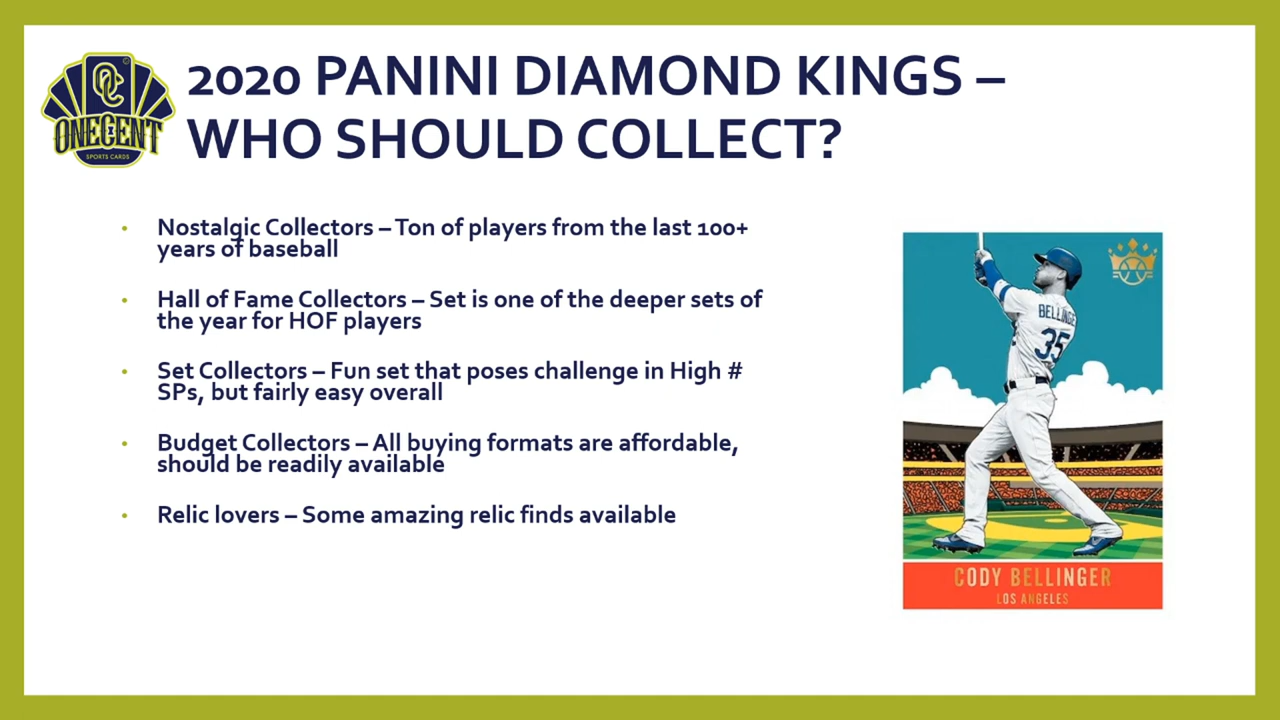 2020 PANINI DIAMOND KINGS –
WHO SHOULD COLLECT?
ONECENT
SPORTS CARDS
• Nostalgic Collectors – Ton of players from the last 100+
years of baseball
• Hall of Fame Collectors – Set is one of the deeper sets of
the year for HOF players
• Set Collectors – Fun set that poses challenge in High #
SPs, but fairly easy overall
• Budget Collectors – All buying formats are affordable,
should be readily available
• Relic lovers – Some amazing relic finds available
BELLINGE
35
CODY BELLINGER
LOS ANGELES